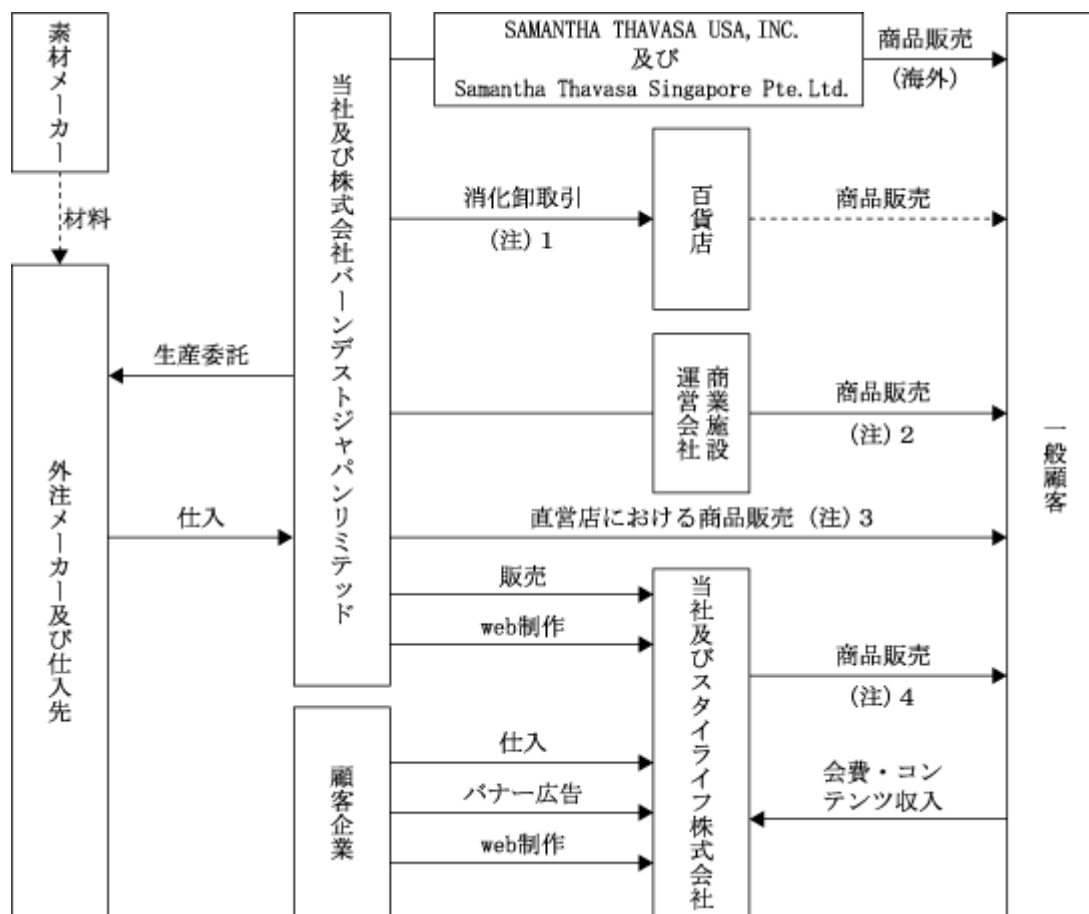 素材メーカー
材料
外注メーカー及び仕入先
生産委託
仕入
当社及び株式会社バーンデストジャパンリミテッド
SAMANTHA THAVASA USA, INC.
及び
Samantha Thavasa Singapore Pte.Ltd.
商品販売
(海外)
消化卸取引
(注)1
百貨店
商品販売
商業施設
運営会社
商品販売
(注)2
直営店における商品販売 (注)3
販売
web制作
当社及びスタイライフ株式会社
商品販売
(注)4
顧客企業
仕入
バナー広告
web制作
会費・コン
テンツ収入
一般顧客